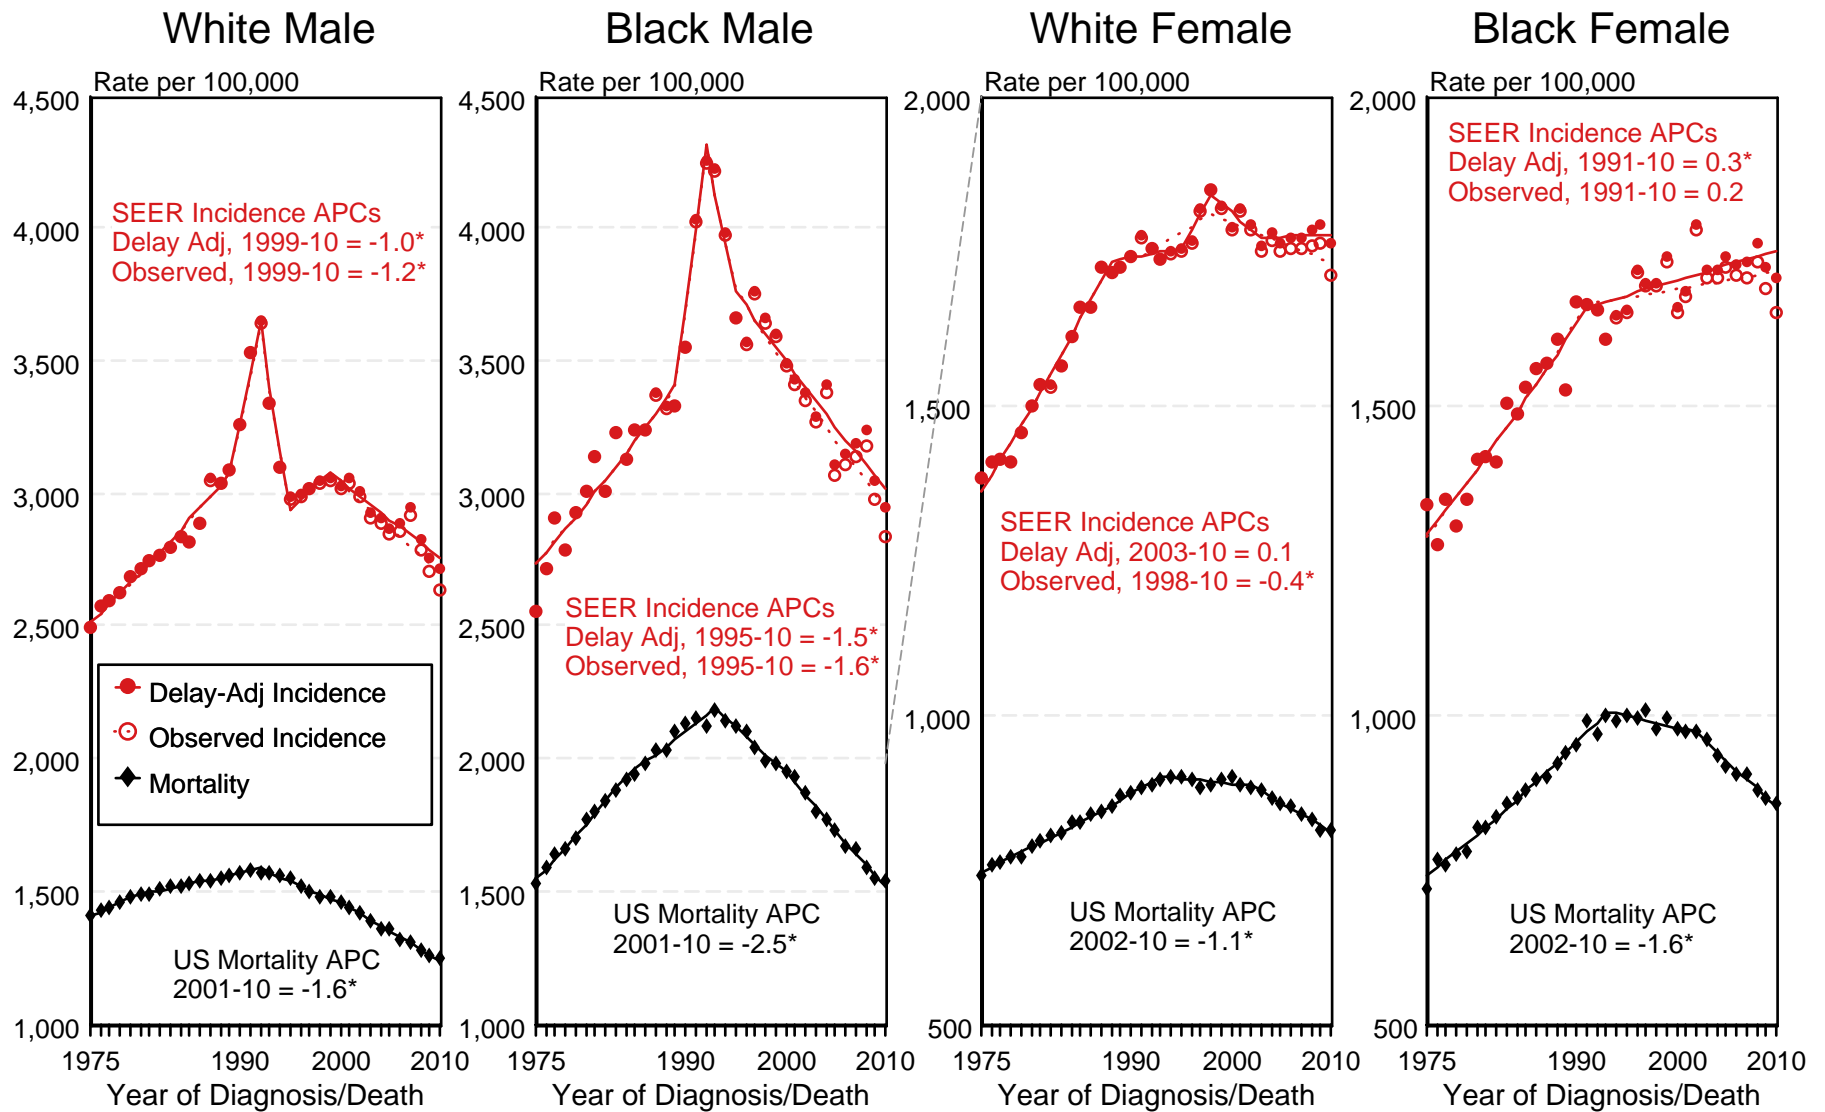 White Male
Rate per 100,000
4,500
4,000
3,500
3,000
2,500
2,000
1,500
1,000
SEER Incidence APCs
Delay Adj, 1999-10 = -1.0*
Observed, 1999-10 = -1.2*
Delay-Adj Incidence
Observed Incidence
Mortality
US Mortality APC
2001-10 = -1.6*
1975 1990 2000 2010
Year of Diagnosis/Death
Black Male
Rate per 100,000
4,500
4,000
3,500
3,000
2,500
2,000
1,500
1,000
SEER Incidence APCs
Delay Adj, 1995-10 = -1.5*
Observed, 1995-10 = -1.6*
US Mortality APC
2001-10 = -2.5*
1975 1990 2000 2010
Year of Diagnosis/Death
White Female
Rate per 100,000
2,000
1,500
1,000
500
SEER Incidence APCs
Delay Adj, 2003-10 = 0.1
Observed, 1998-10 = -0.4*
US Mortality APC
2002-10 = -1.1*
1975 1990 2000 2010
Year of Diagnosis/Death
Black Female
Rate per 100,000
2,000
1,500
1,000
500
SEER Incidence APCs
Delay Adj, 1991-10 = 0.3*
Observed, 1991-10 = 0.2
US Mortality APC
2002-10 = -1.6*
1975 1990 2000 2010
Year of Diagnosis/Death